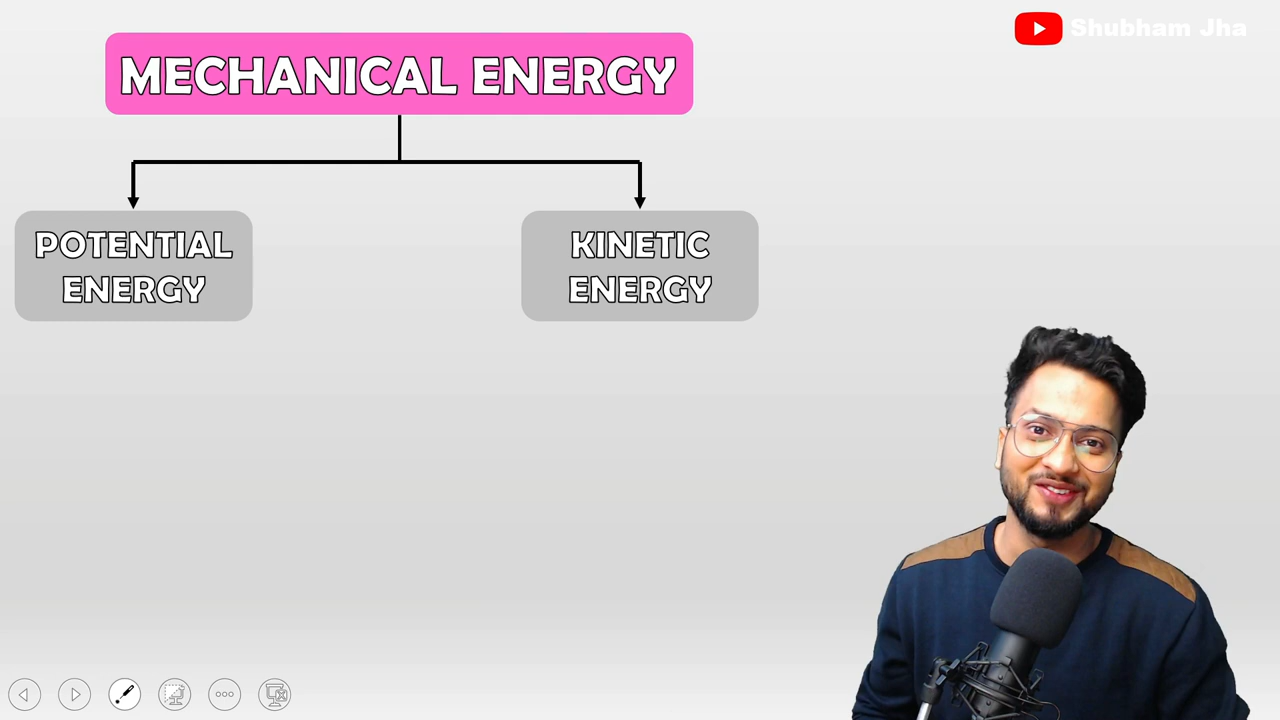 Shubham Jha
MECHANICAL ENERGY
POTENTIAL
ENERGY
KINETIC
ENERGY